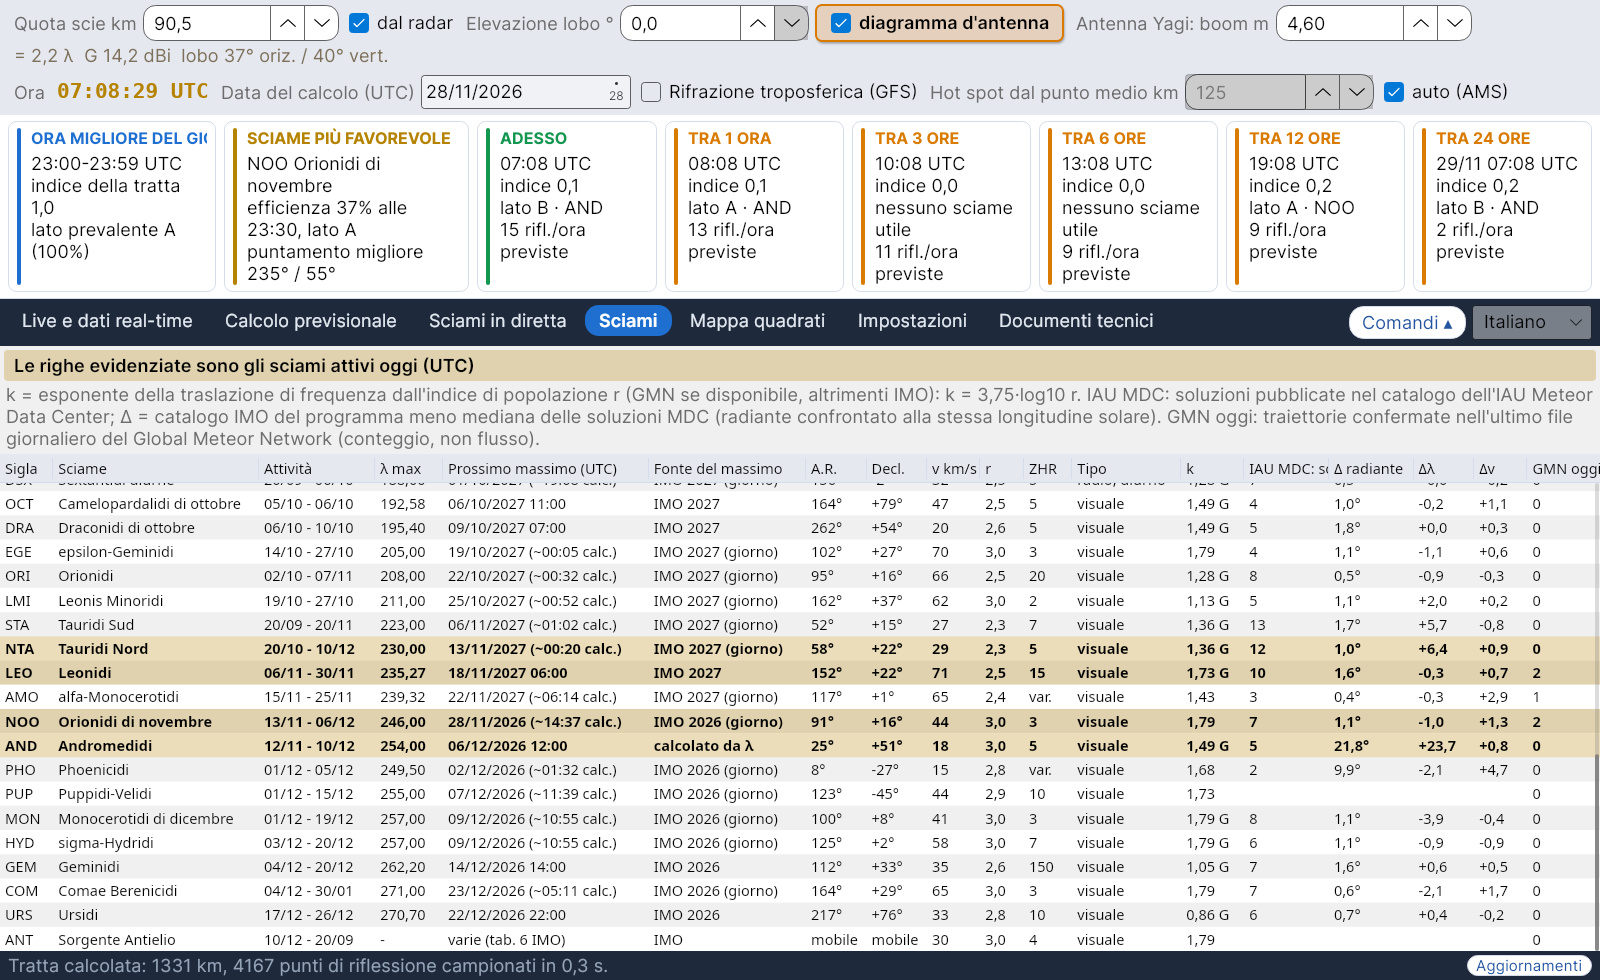 Quota scie km 90,5 dal radar Elevazione lobo ° 0,0 diagramma d'antenna Antenna Yagi: boom m 4,60
= 2,2 λ G 14,2 dBi lobo 37° oriz. / 40° vert.
Ora 07:08:29 UTC Data del calcolo (UTC) 28/11/2026 28 Rifrazione troposferica (GFS) Hot spot dal punto medio km 125 auto (AMS)
ORA MIGLIORE DEL GI
23:00-23:59 UTC
indice della tratta
1,0
lato prevalente A
(100%)
SCIAME PIÙ FAVOREVOLE
NOO Orionidi di
novembre
efficienza 37% alle
23:30, lato A
puntamento migliore
235° / 55°
ADESSO
07:08 UTC
indice 0,1
lato B · AND
15 rifl./ora
previste
TRA 1 ORA
08:08 UTC
indice 0,1
lato A · AND
13 rifl./ora
previste
TRA 3 ORE
10:08 UTC
indice 0,0
nessuno sciame
utile
11 rifl./ora
previste
TRA 6 ORE
13:08 UTC
indice 0,0
nessuno sciame
utile
9 rifl./ora
previste
TRA 12 ORE
19:08 UTC
indice 0,2
lato A · NOO
9 rifl./ora
previste
TRA 24 ORE
29/11 07:08 UTC
indice 0,2
lato B · AND
2 rifl./ora
previste
Live e dati real-time Calcolo previsionale Sciami in diretta Sciami Mappa quadrati Impostazioni Documenti tecnici Comandi ▴ Italiano
Le righe evidenziate sono gli sciami attivi oggi (UTC)
k = esponente della traslazione di frequenza dall'indice di popolazione r (GMN se disponibile, altrimenti IMO): k = 3,75·log10 r. IAU MDC: soluzioni pubblicate nel catalogo dell'IAU Meteor
Data Center; Δ = catalogo IMO del programma meno mediana delle soluzioni MDC (radiante confrontato alla stessa longitudine solare). GMN oggi: traiettorie confermate nell'ultimo file
giornaliero del Global Meteor Network (conteggio, non flusso).
Sigla Sciame Attività λ max Prossimo massimo (UTC) Fonte del massimo A.R. Decl. v km/s r ZHR Tipo k IAU MDC: sc Δ radiante Δλ Δv GMN oggi
OCT Camelopardalidi di ottobre 05/10 - 06/10 192,58 06/10/2027 11:00 IMO 2027 164° +79° 47 2,5 5 visuale 1,49 G 4 1,0° -0,2 +1,1 0
DRA Draconidi di ottobre 06/10 - 10/10 195,40 09/10/2027 07:00 IMO 2027 262° +54° 20 2,6 5 visuale 1,49 G 5 1,8° +0,0 +0,3 0
EGE epsilon-Geminidi 14/10 - 27/10 205,00 19/10/2027 (~00:05 calc.) IMO 2027 (giorno) 102° +27° 70 3,0 3 visuale 1,79 4 1,1° -1,1 +0,6 0
ORI Orionidi 02/10 - 07/11 208,00 22/10/2027 (~00:32 calc.) IMO 2027 (giorno) 95° +16° 66 2,5 20 visuale 1,28 G 8 0,5° -0,9 -0,3 0
LMI Leonis Minoridi 19/10 - 27/10 211,00 25/10/2027 (~00:52 calc.) IMO 2027 (giorno) 162° +37° 62 3,0 2 visuale 1,13 G 5 1,1° +2,0 +0,2 0
STA Tauridi Sud 20/09 - 20/11 223,00 06/11/2027 (~01:02 calc.) IMO 2027 (giorno) 52° +15° 27 2,3 7 visuale 1,36 G 13 1,7° +5,7 -0,8 0
NTA Tauridi Nord 20/10 - 10/12 230,00 13/11/2027 (~00:20 calc.) IMO 2027 (giorno) 58° +22° 29 2,3 5 visuale 1,36 G 12 1,0° +6,4 +0,9 0
LEO Leonidi 06/11 - 30/11 235,27 18/11/2027 06:00 IMO 2027 152° +22° 71 2,5 15 visuale 1,73 G 10 1,6° -0,3 +0,7 2
AMO alfa-Monocerotidi 15/11 - 25/11 239,32 22/11/2027 (~06:14 calc.) IMO 2027 (giorno) 117° +1° 65 2,4 var. visuale 1,43 3 0,4° -0,3 +2,9 1
NOO Orionidi di novembre 13/11 - 06/12 246,00 28/11/2026 (~14:37 calc.) IMO 2026 (giorno) 91° +16° 44 3,0 3 visuale 1,79 7 1,1° -1,0 +1,3 2
AND Andromedidi 12/11 - 10/12 254,00 06/12/2026 12:00 calcolato da λ 25° +51° 18 3,0 5 visuale 1,49 G 5 21,8° +23,7 +0,8 0
PHO Phoenicidi 01/12 - 05/12 249,50 02/12/2026 (~01:32 calc.) IMO 2026 (giorno) 8° -27° 15 2,8 var. visuale 1,68 2 9,9° -2,1 +4,7 0
PUP Puppidi-Velidi 01/12 - 15/12 255,00 07/12/2026 (~11:39 calc.) IMO 2026 (giorno) 123° -45° 44 2,9 10 visuale 1,73 0
MON Monocerotidi di dicembre 01/12 - 19/12 257,00 09/12/2026 (~10:55 calc.) IMO 2026 (giorno) 100° +8° 41 3,0 3 visuale 1,79 G 8 1,1° -3,9 -0,4 0
HYD sigma-Hydridi 03/12 - 20/12 257,00 09/12/2026 (~10:55 calc.) IMO 2026 (giorno) 125° +2° 58 3,0 7 visuale 1,79 G 6 1,1° -0,9 -0,9 0
GEM Geminidi 04/12 - 20/12 262,20 14/12/2026 14:00 IMO 2026 112° +33° 35 2,6 150 visuale 1,05 G 7 1,6° +0,6 +0,5 0
COM Comae Berenicidi 04/12 - 30/01 271,00 23/12/2026 (~05:11 calc.) IMO 2026 (giorno) 164° +29° 65 3,0 3 visuale 1,79 7 0,6° -2,1 +1,7 0
URS Ursidi 17/12 - 26/12 270,70 22/12/2026 22:00 IMO 2026 217° +76° 33 2,8 10 visuale 0,86 G 6 0,7° +0,4 -0,2 0
ANT Sorgente Antielio 10/12 - 20/09 - varie (tab. 6 IMO) IMO mobile mobile 30 3,0 4 visuale 1,79 0
Tratta calcolata: 1331 km, 4167 punti di riflessione campionati in 0,3 s. Aggiornamenti